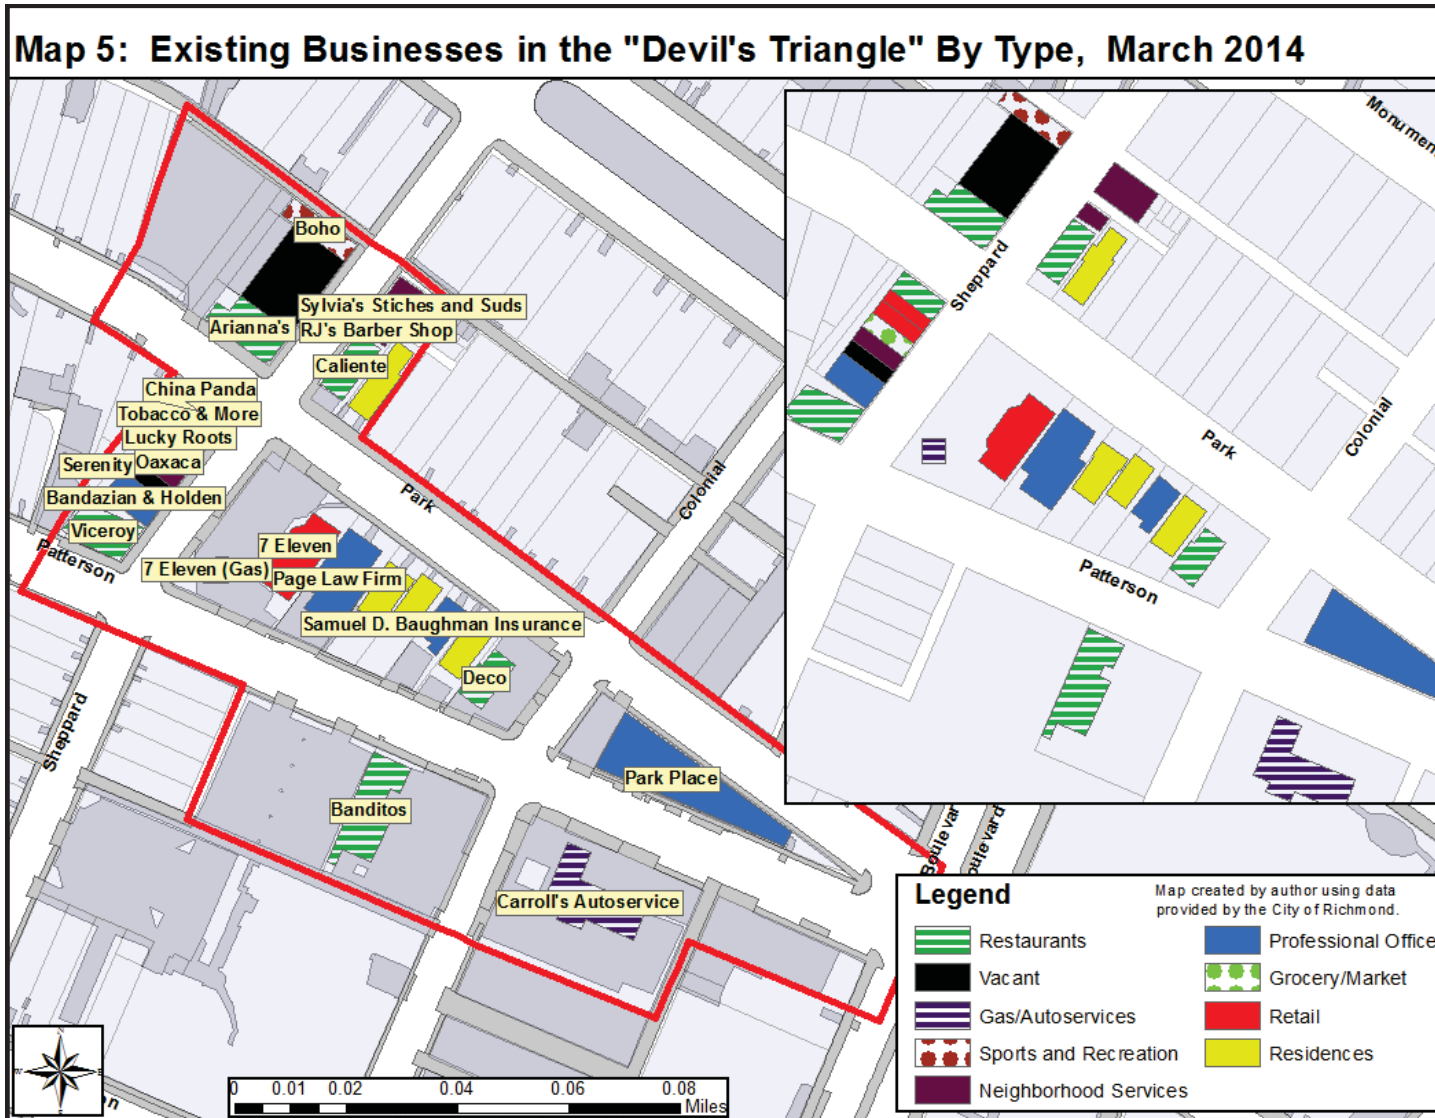 Map 5: Existing Businesses in the "Devil's Triangle" By Type, March 2014
Boho
Sylvia's Stiches and Suds
Arianna's
RJ's Barber Shop
Caliente
China Panda
Tobacco & More
Lucky Roots
Serenity
Oaxaca
Bandazian & Holden
Viceroy
Patterson
Park
Colonial
7 Eleven
7 Eleven (Gas)
Page Law Firm
Samuel D. Baughman Insurance
Deco
Sheppard
Park Place
Banditos
Carroll's Autoservice
Boulevar
oulevard
Monumen
Sheppard
Park
Colonial
Patterson
Legend
Map created by author using data
provided by the City of Richmond.
Restaurants
Vacant
Gas/Autoservices
Sports and Recreation
Neighborhood Services
Professional Office
Grocery/Market
Retail
Residences
N
W
E
S
0 0.01 0.02 0.04 0.06 0.08
Miles